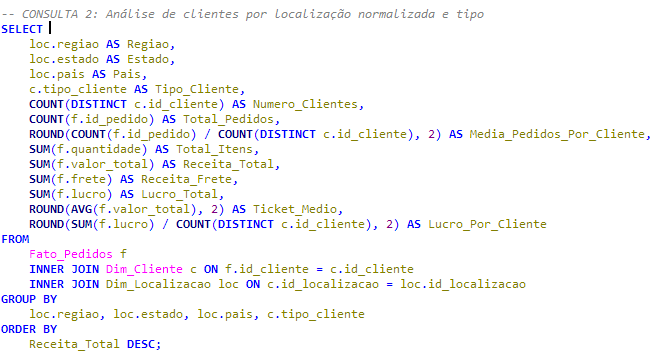 -- CONSULTA 2: Análise de clientes por localização normalizada e tipo
SELECT
    loc.regiao AS Regiao,
    loc.estado AS Estado,
    loc.pais AS Pais,
    c.tipo_cliente AS Tipo_Cliente,
    COUNT(DISTINCT c.id_cliente) AS Numero_Clientes,
    COUNT(f.id_pedido) AS Total_Pedidos,
    ROUND(COUNT(f.id_pedido) / COUNT(DISTINCT c.id_cliente), 2) AS Media_Pedidos_Por_Cliente,
    SUM(f.quantidade) AS Total_Itens,
    SUM(f.valor_total) AS Receita_Total,
    SUM(f.frete) AS Receita_Frete,
    SUM(f.lucro) AS Lucro_Total,
    ROUND(AVG(f.valor_total), 2) AS Ticket_Medio,
    ROUND(SUM(f.lucro) / COUNT(DISTINCT c.id_cliente), 2) AS Lucro_Por_Cliente
FROM
    Fato_Pedidos f
    INNER JOIN Dim_Cliente c ON f.id_cliente = c.id_cliente
    INNER JOIN Dim_Localizacao loc ON c.id_localizacao = loc.id_localizacao
GROUP BY
    loc.regiao, loc.estado, loc.pais, c.tipo_cliente
ORDER BY
    Receita_Total DESC;